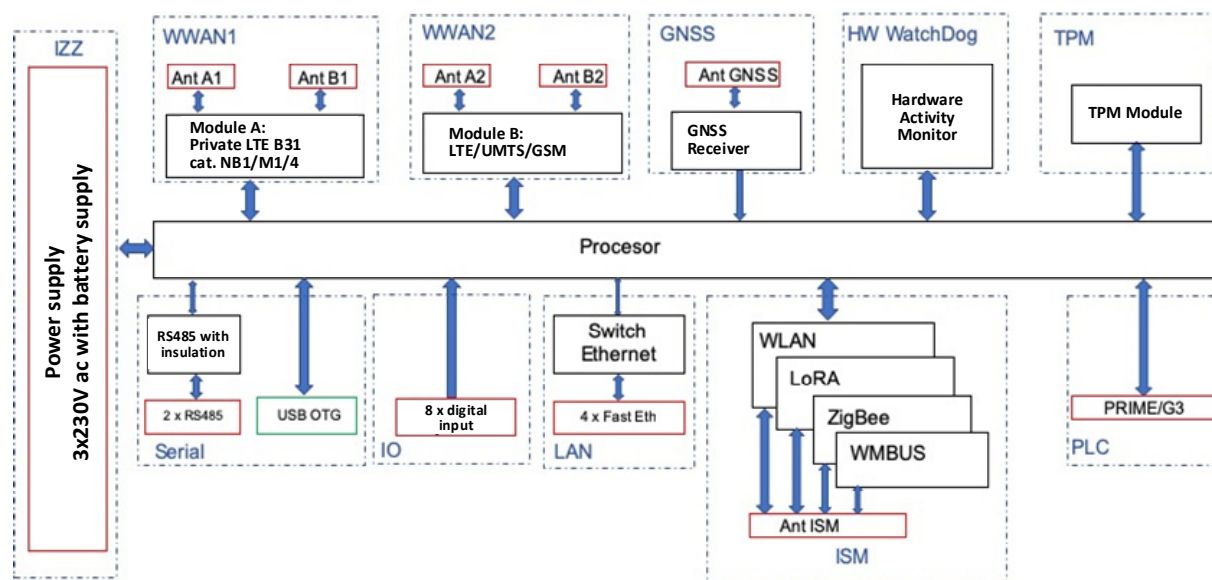 IZZ
Power supply
3x230V ac with battery supply
WWAN1
Ant A1
Ant B1
Module A:
Private LTE B31
cat. NB1/M1/4
WWAN2
Ant A2
Ant B2
Module B:
LTE/UMTS/GSM
GNSS
Ant GNSS
GNSS
Receiver
HW WatchDog
Hardware
Activity
Monitor
TPM
TPM Module
Procesor
RS485 with
insulation
2 x RS485
USB OTG
Serial
8 x digital
input
IO
Switch
Ethernet
4 x Fast Eth
LAN
WLAN
LoRA
ZigBee
WMBUS
Ant ISM
ISM
PRIME/G3
PLC